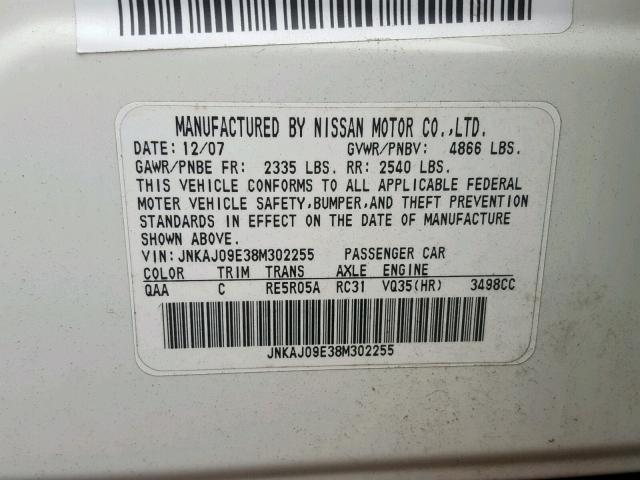 MANUFACTURED BY NISSAN MOTOR CO.,LTD.
DATE: 12/07 GVWR/PNBV: 4866 LBS.
GAWR/PNBE FR: 2335 LBS. RR: 2540 LBS.
THIS VEHICLE CONFORMS TO ALL APPLICABLE FEDERAL
MOTOR VEHICLE SAFETY,BUMPER,AND THEFT PREVENTION
STANDARDS IN EFFECT ON THE DATE OF MANUFACTURE
SHOWN ABOVE.
VIN: JNKAJ09E38M302255 PASSENGER CAR
COLOR TRIM TRANS AXLE ENGINE
QAA C RE5R05A RC31 VQ35(HR) 3498CC
JNKAJ09E38M302255